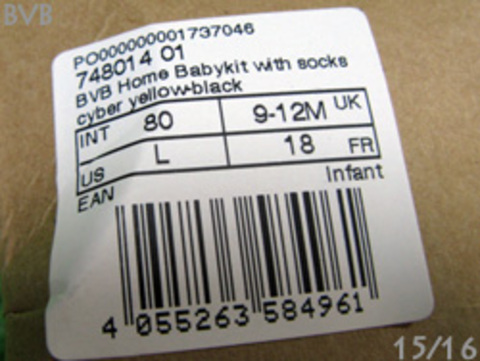 BVB
PO000000001737046
748014 01
BVB Home Babykit with socks
cyber yellow-black
INT 80 9-12M UK
US L 18 FR
EAN Infant
4 055263 584961
15/16